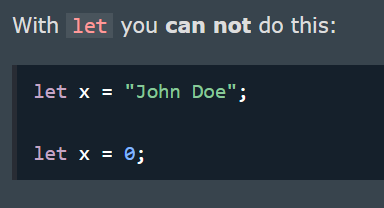 With let you can not do this:
let x = "John Doe";
let x = 0;